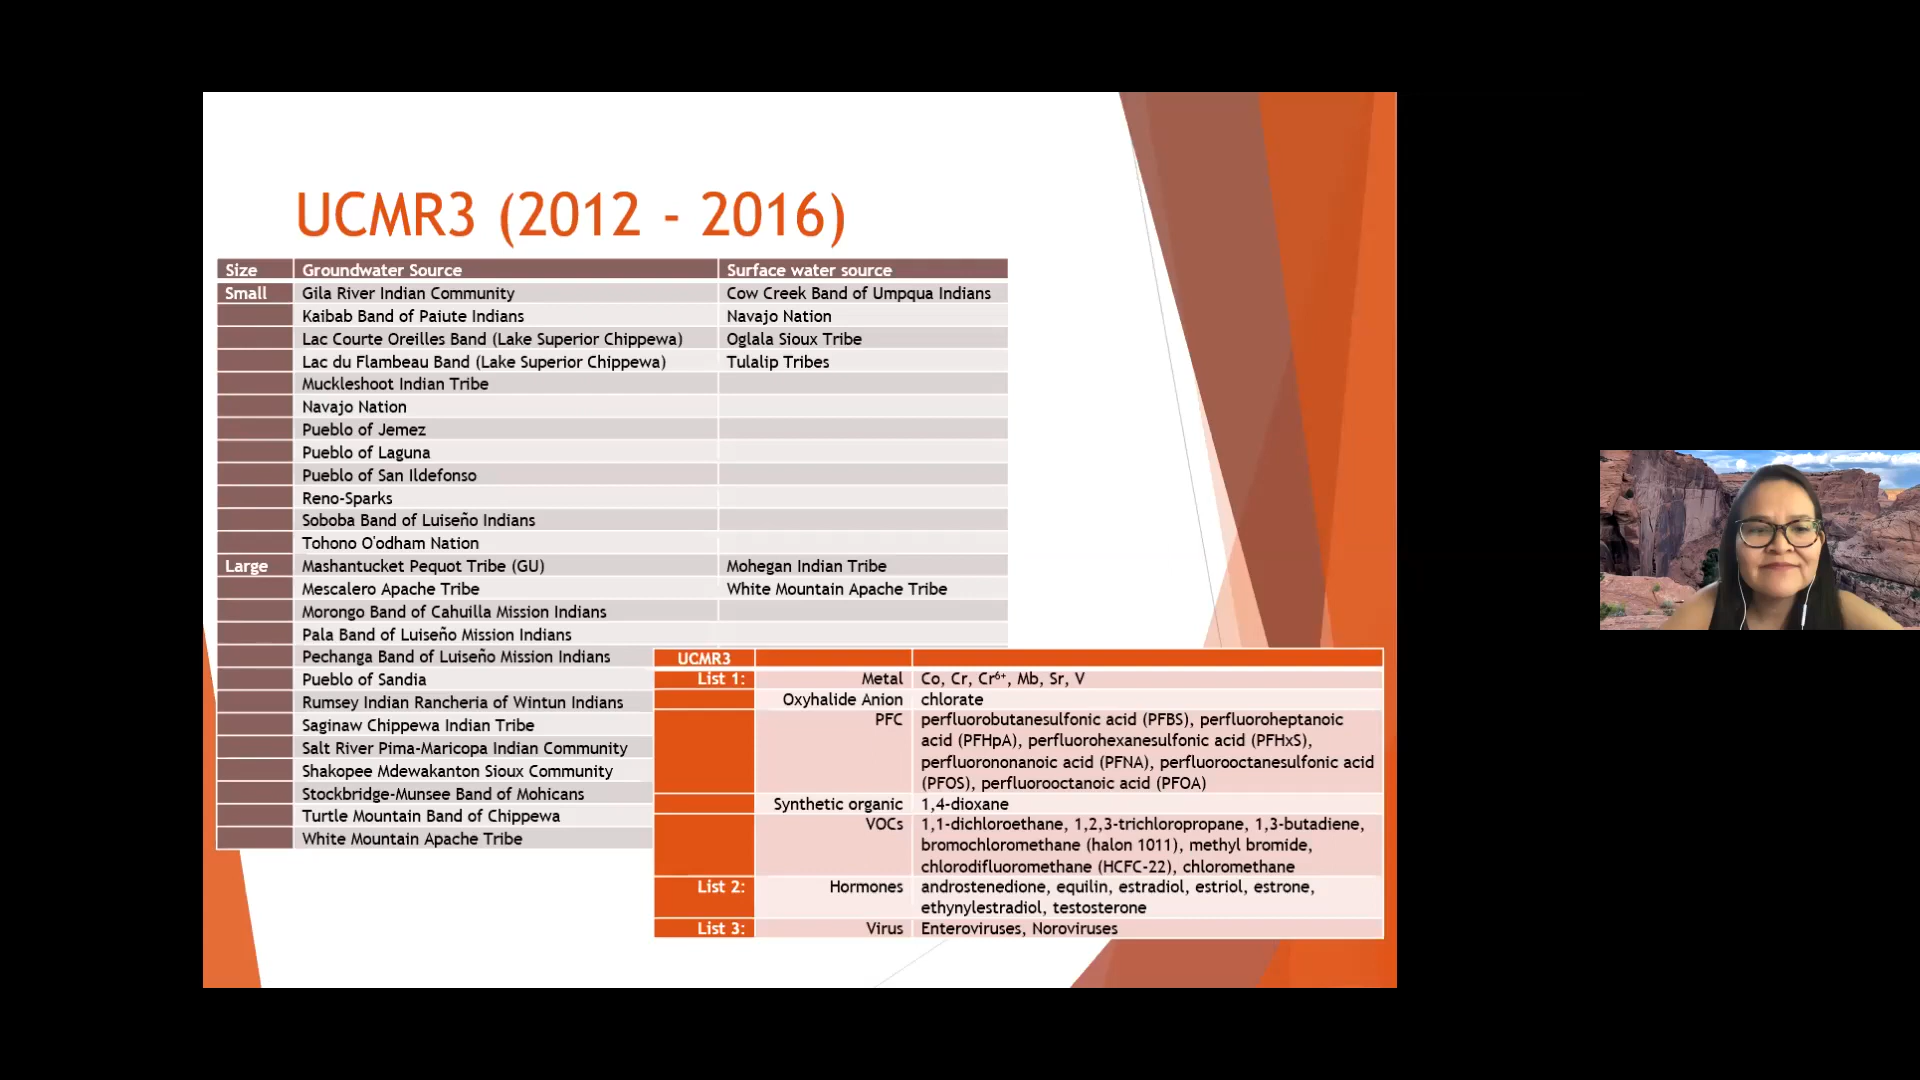 UCMR3 (2012 - 2016)
Size Groundwater Source Surface water source
Small Gila River Indian Community Cow Creek Band of Umpqua Indians
Kaibab Band of Paiute Indians Navajo Nation
Lac Courte Oreilles Band (Lake Superior Chippewa) Oglala Sioux Tribe
Lac du Flambeau Band (Lake Superior Chippewa) Tulalip Tribes
Muckleshoot Indian Tribe
Navajo Nation
Pueblo of Jemez
Pueblo of Laguna
Pueblo of San Ildefonso
Reno-Sparks
Soboba Band of Luiseño Indians
Tohono O'odham Nation
Large Mashantucket Pequot Tribe (GU) Mohegan Indian Tribe
Mescalero Apache Tribe White Mountain Apache Tribe
Morongo Band of Cahuilla Mission Indians
Pala Band of Luiseño Mission Indians
Pechanga Band of Luiseño Mission Indians
Pueblo of Sandia
Rumsey Indian Rancheria of Wintun Indians
Saginaw Chippewa Indian Tribe
Salt River Pima-Maricopa Indian Community
Shakopee Mdewakanton Sioux Community
Stockbridge-Munsee Band of Mohicans
Turtle Mountain Band of Chippewa
White Mountain Apache Tribe
UCMR3
List 1: Metal Co, Cr, Cr⁶⁺, Mb, Sr, V
Oxyhalide Anion chlorate
PFC perfluorobutanesulfonic acid (PFBS), perfluoroheptanoic
acid (PFHpA), perfluorohexanesulfonic acid (PFHxS),
perfluorononanoic acid (PFNA), perfluorooctanesulfonic acid
(PFOS), perfluorooctanoic acid (PFOA)
Synthetic organic 1,4-dioxane
VOCs 1,1-dichloroethane, 1,2,3-trichloropropane, 1,3-butadiene,
bromochloromethane (halon 1011), methyl bromide,
chlorodifluoromethane (HCFC-22), chloromethane
List 2: Hormones androstenedione, equilin, estradiol, estriol, estrone,
ethynylestradiol, testosterone
List 3: Virus Enteroviruses, Noroviruses